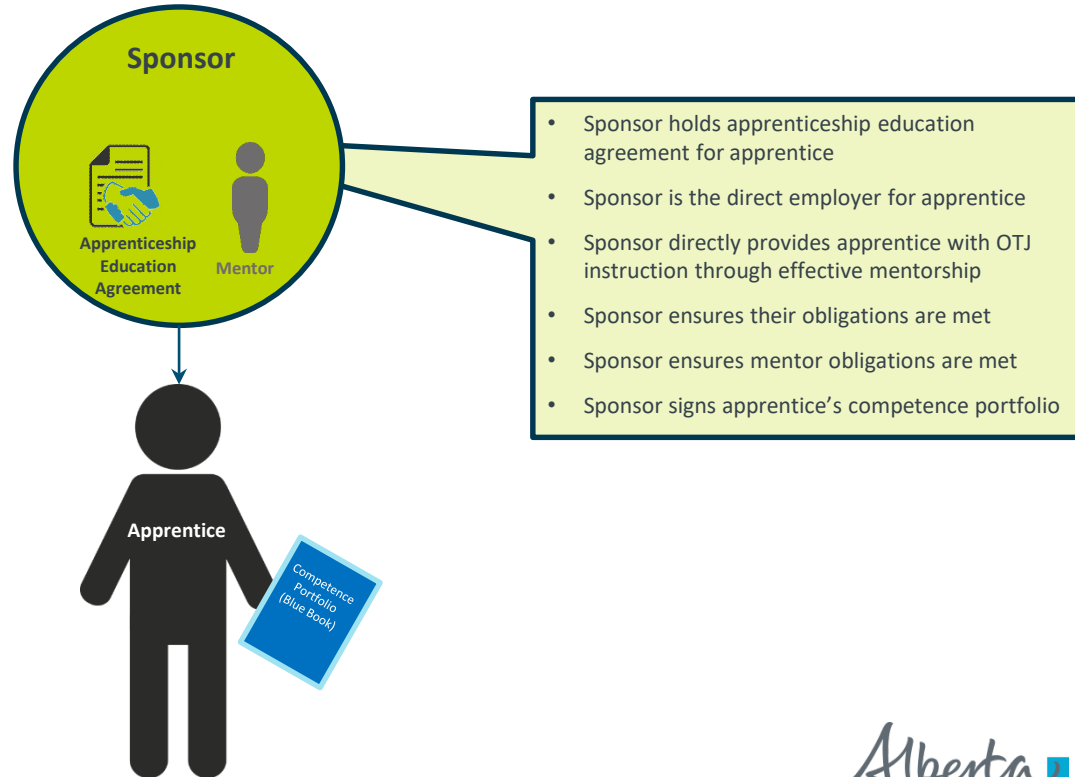 Sponsor
Apprenticeship
Education
Agreement
Mentor
• Sponsor holds apprenticeship education
agreement for apprentice
• Sponsor is the direct employer for apprentice
• Sponsor directly provides apprentice with OTJ
instruction through effective mentorship
• Sponsor ensures their obligations are met
• Sponsor ensures mentor obligations are met
• Sponsor signs apprentice’s competence portfolio
Apprentice
Competence
Portfolio
(Blue Book)
Alberta